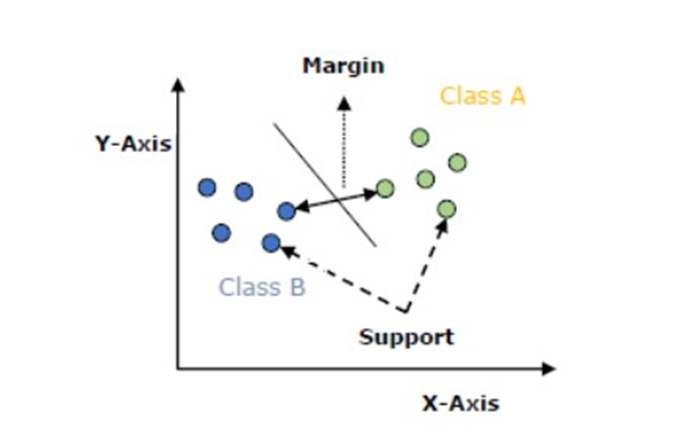 Margin
Class A
Y-Axis
Class B
Support
X-Axis